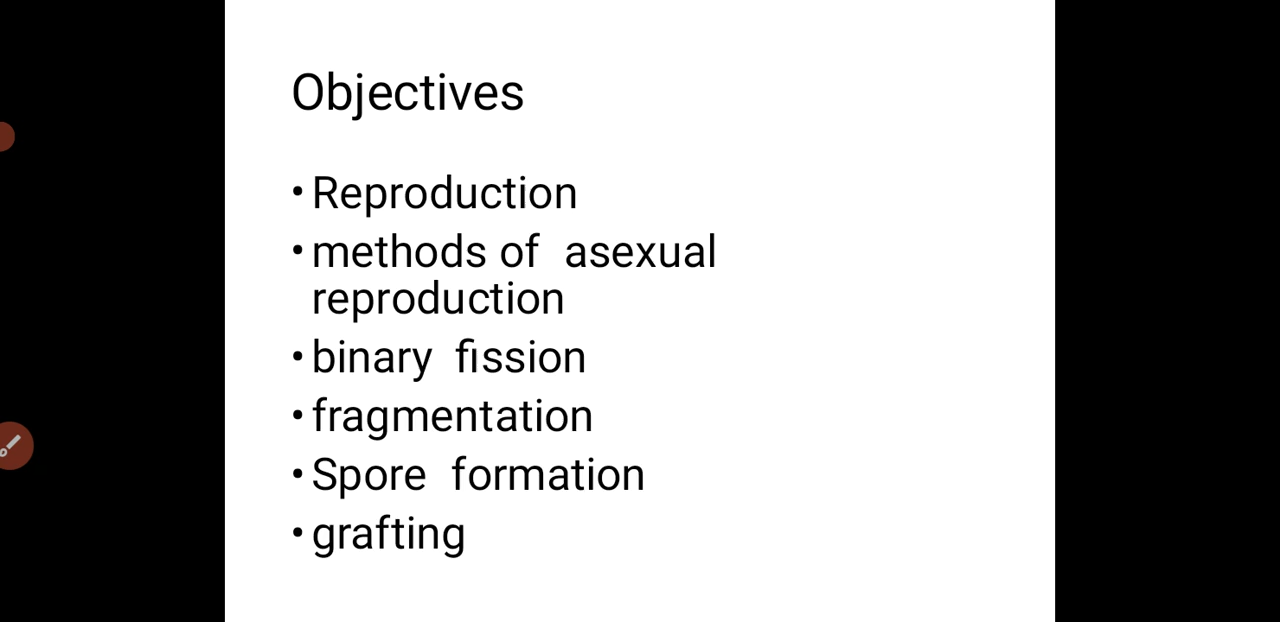 Objectives
•Reproduction
•methods of asexual
reproduction
•binary fission
•fragmentation
•Spore formation
•grafting